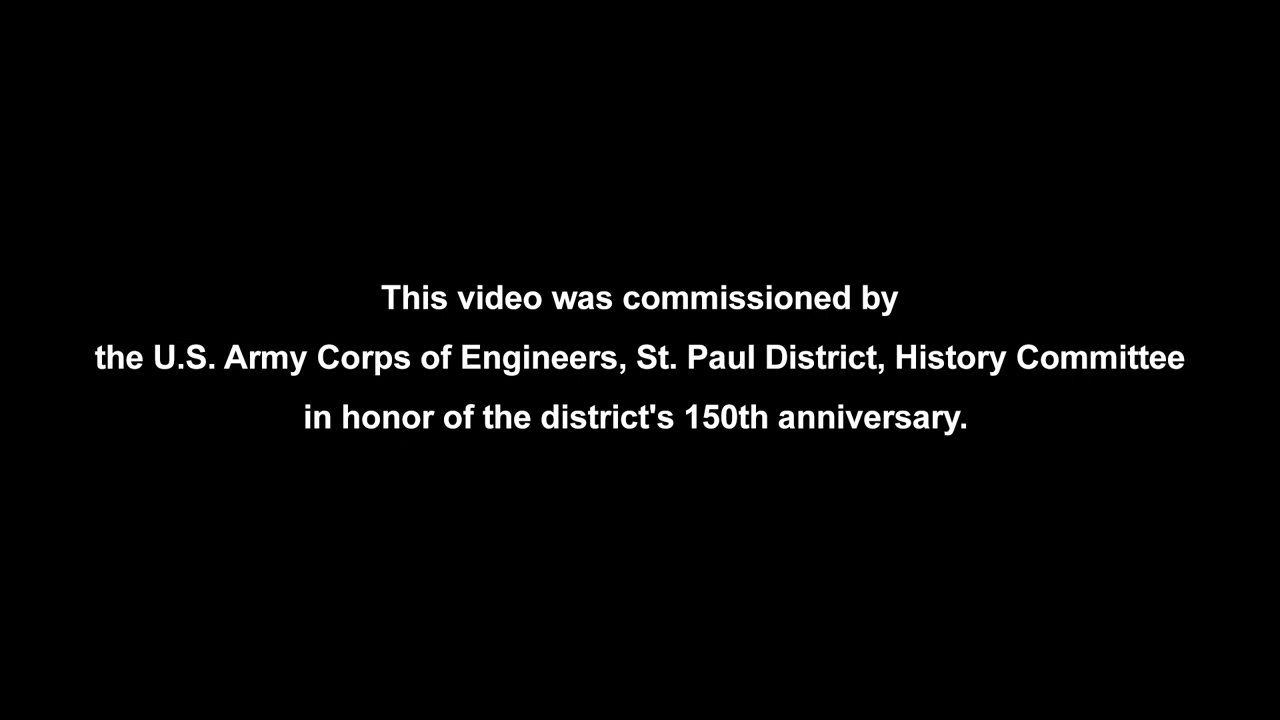 This video was commissioned by
the U.S. Army Corps of Engineers, St. Paul District, History Committee
in honor of the district's 150th anniversary.